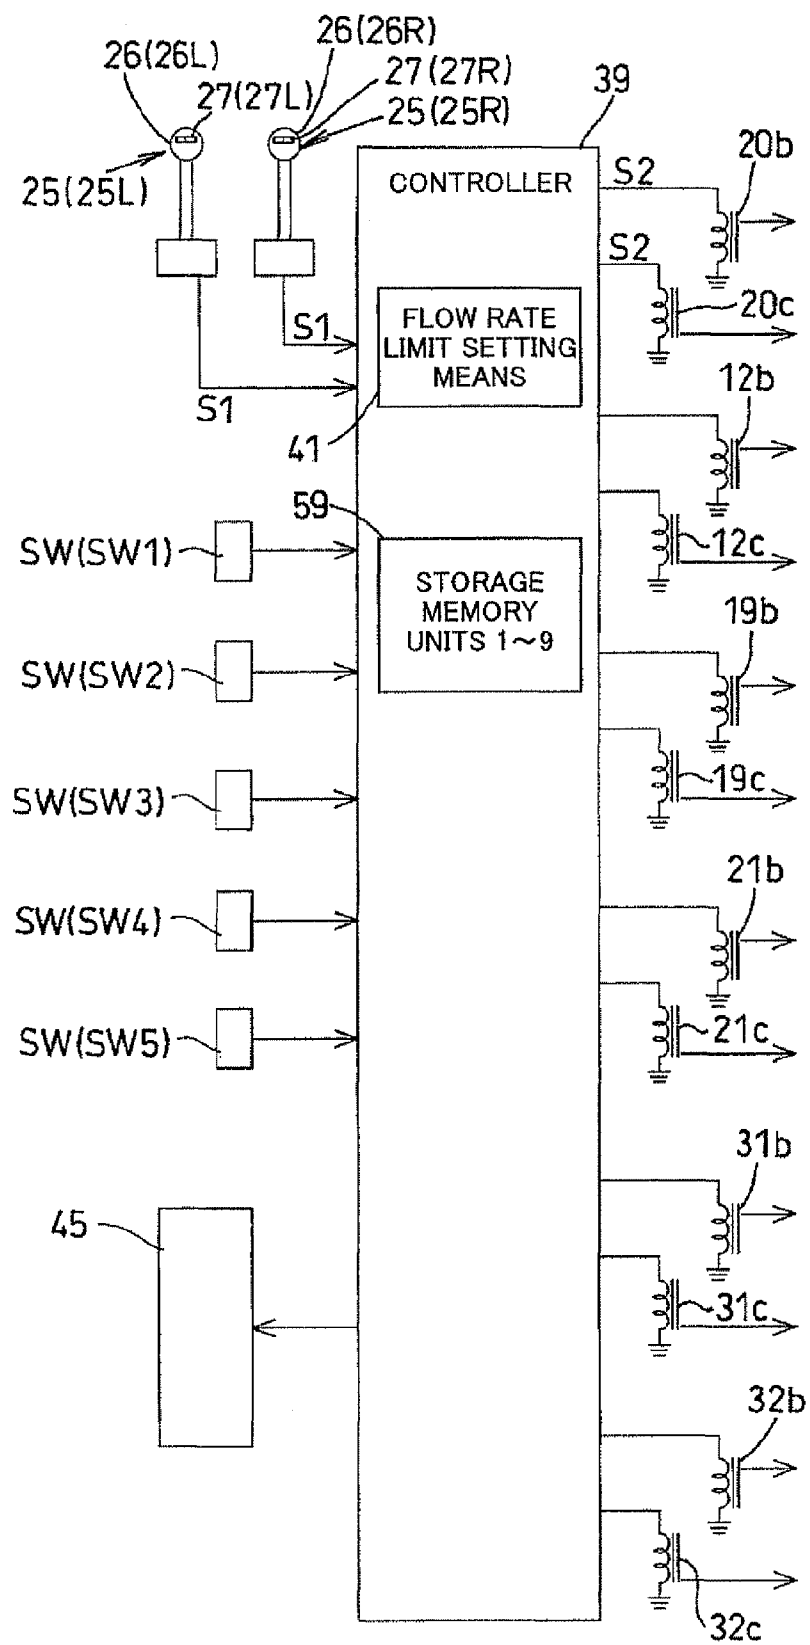 26(26L)
26(26R)
27(27L)
27(27R)
25(25R)
25(25L)
39
CONTROLLER
S2
20b
S2
20c
S1
S1
FLOW RATE
LIMIT SETTING
MEANS
41
12b
12c
59
STORAGE
MEMORY
UNITS 1～9
SW(SW1)
SW(SW2)
SW(SW3)
SW(SW4)
SW(SW5)
19b
19c
21b
21c
45
31b
31c
32b
32c